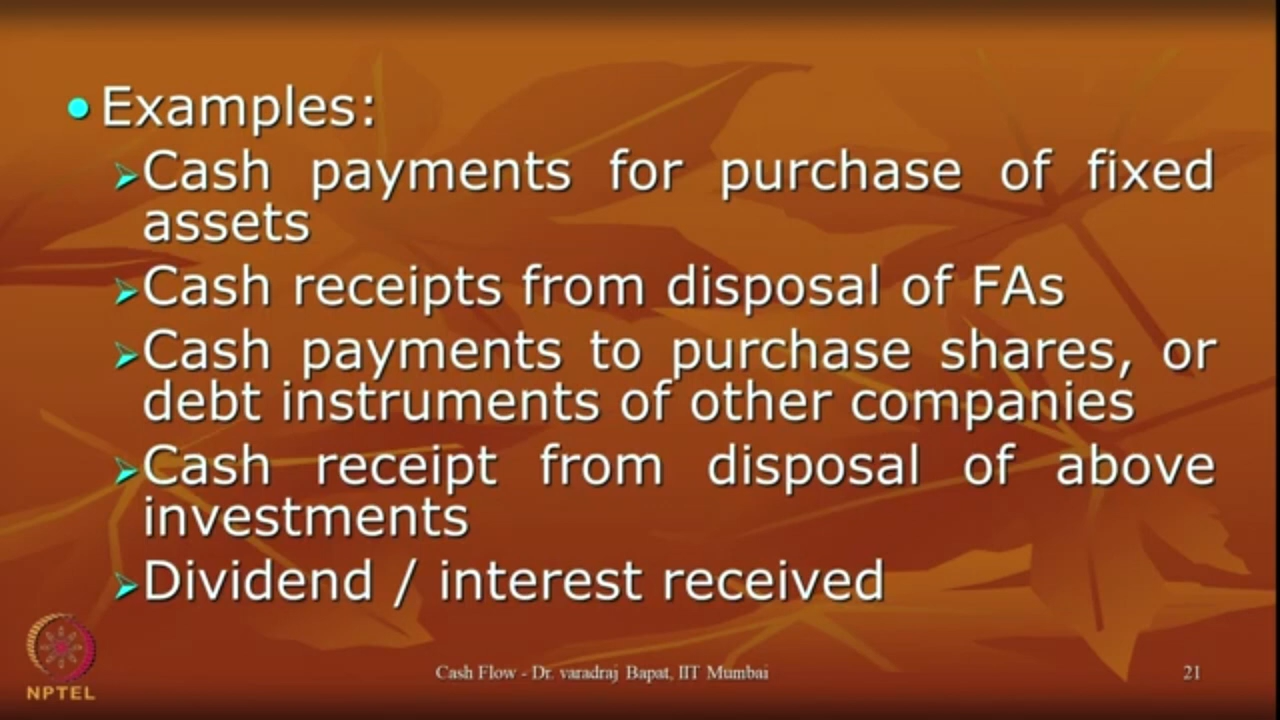 Examples:
Cash payments for purchase of fixed
assets
Cash receipts from disposal of FAs
Cash payments to purchase shares, or
debt instruments of other companies
Cash receipt from disposal of above
investments
Dividend / interest received
NPTEL
Cash Flow - Dr. varadraj Bapat, IIT Mumbai
21